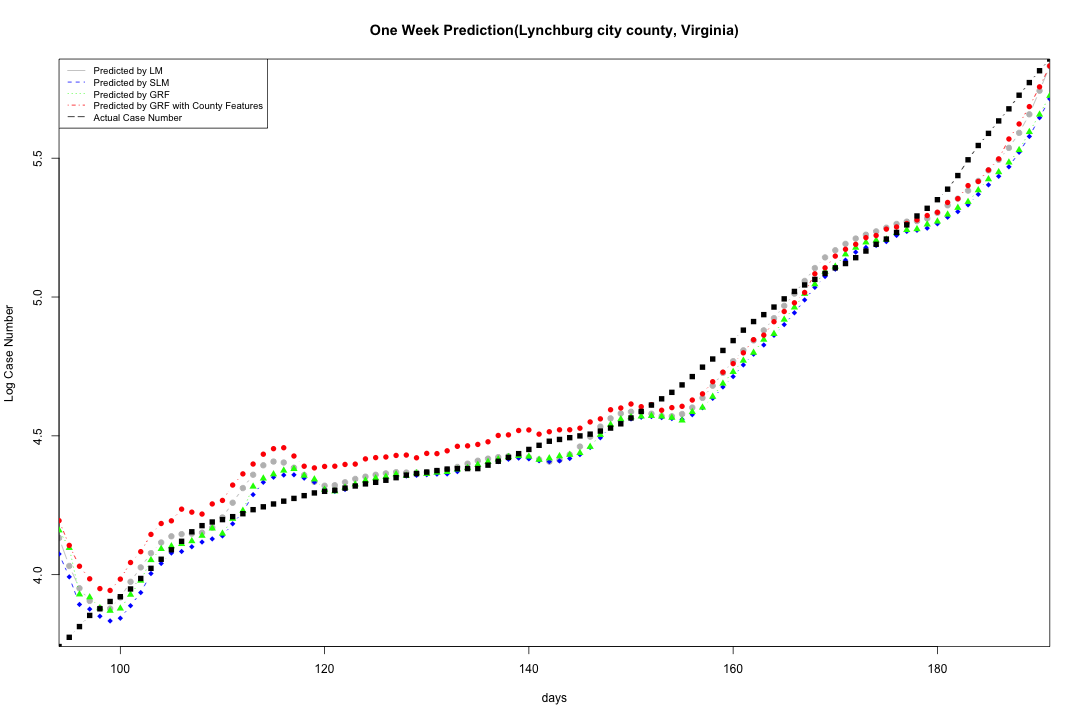 One Week Prediction(Lynchburg city county, Virginia)
Predicted by LM
Predicted by SLM
Predicted by GRF
Predicted by GRF with County Features
Actual Case Number
Log Case Number
5.5
5.0
4.5
4.0
100
120
140
160
180
days